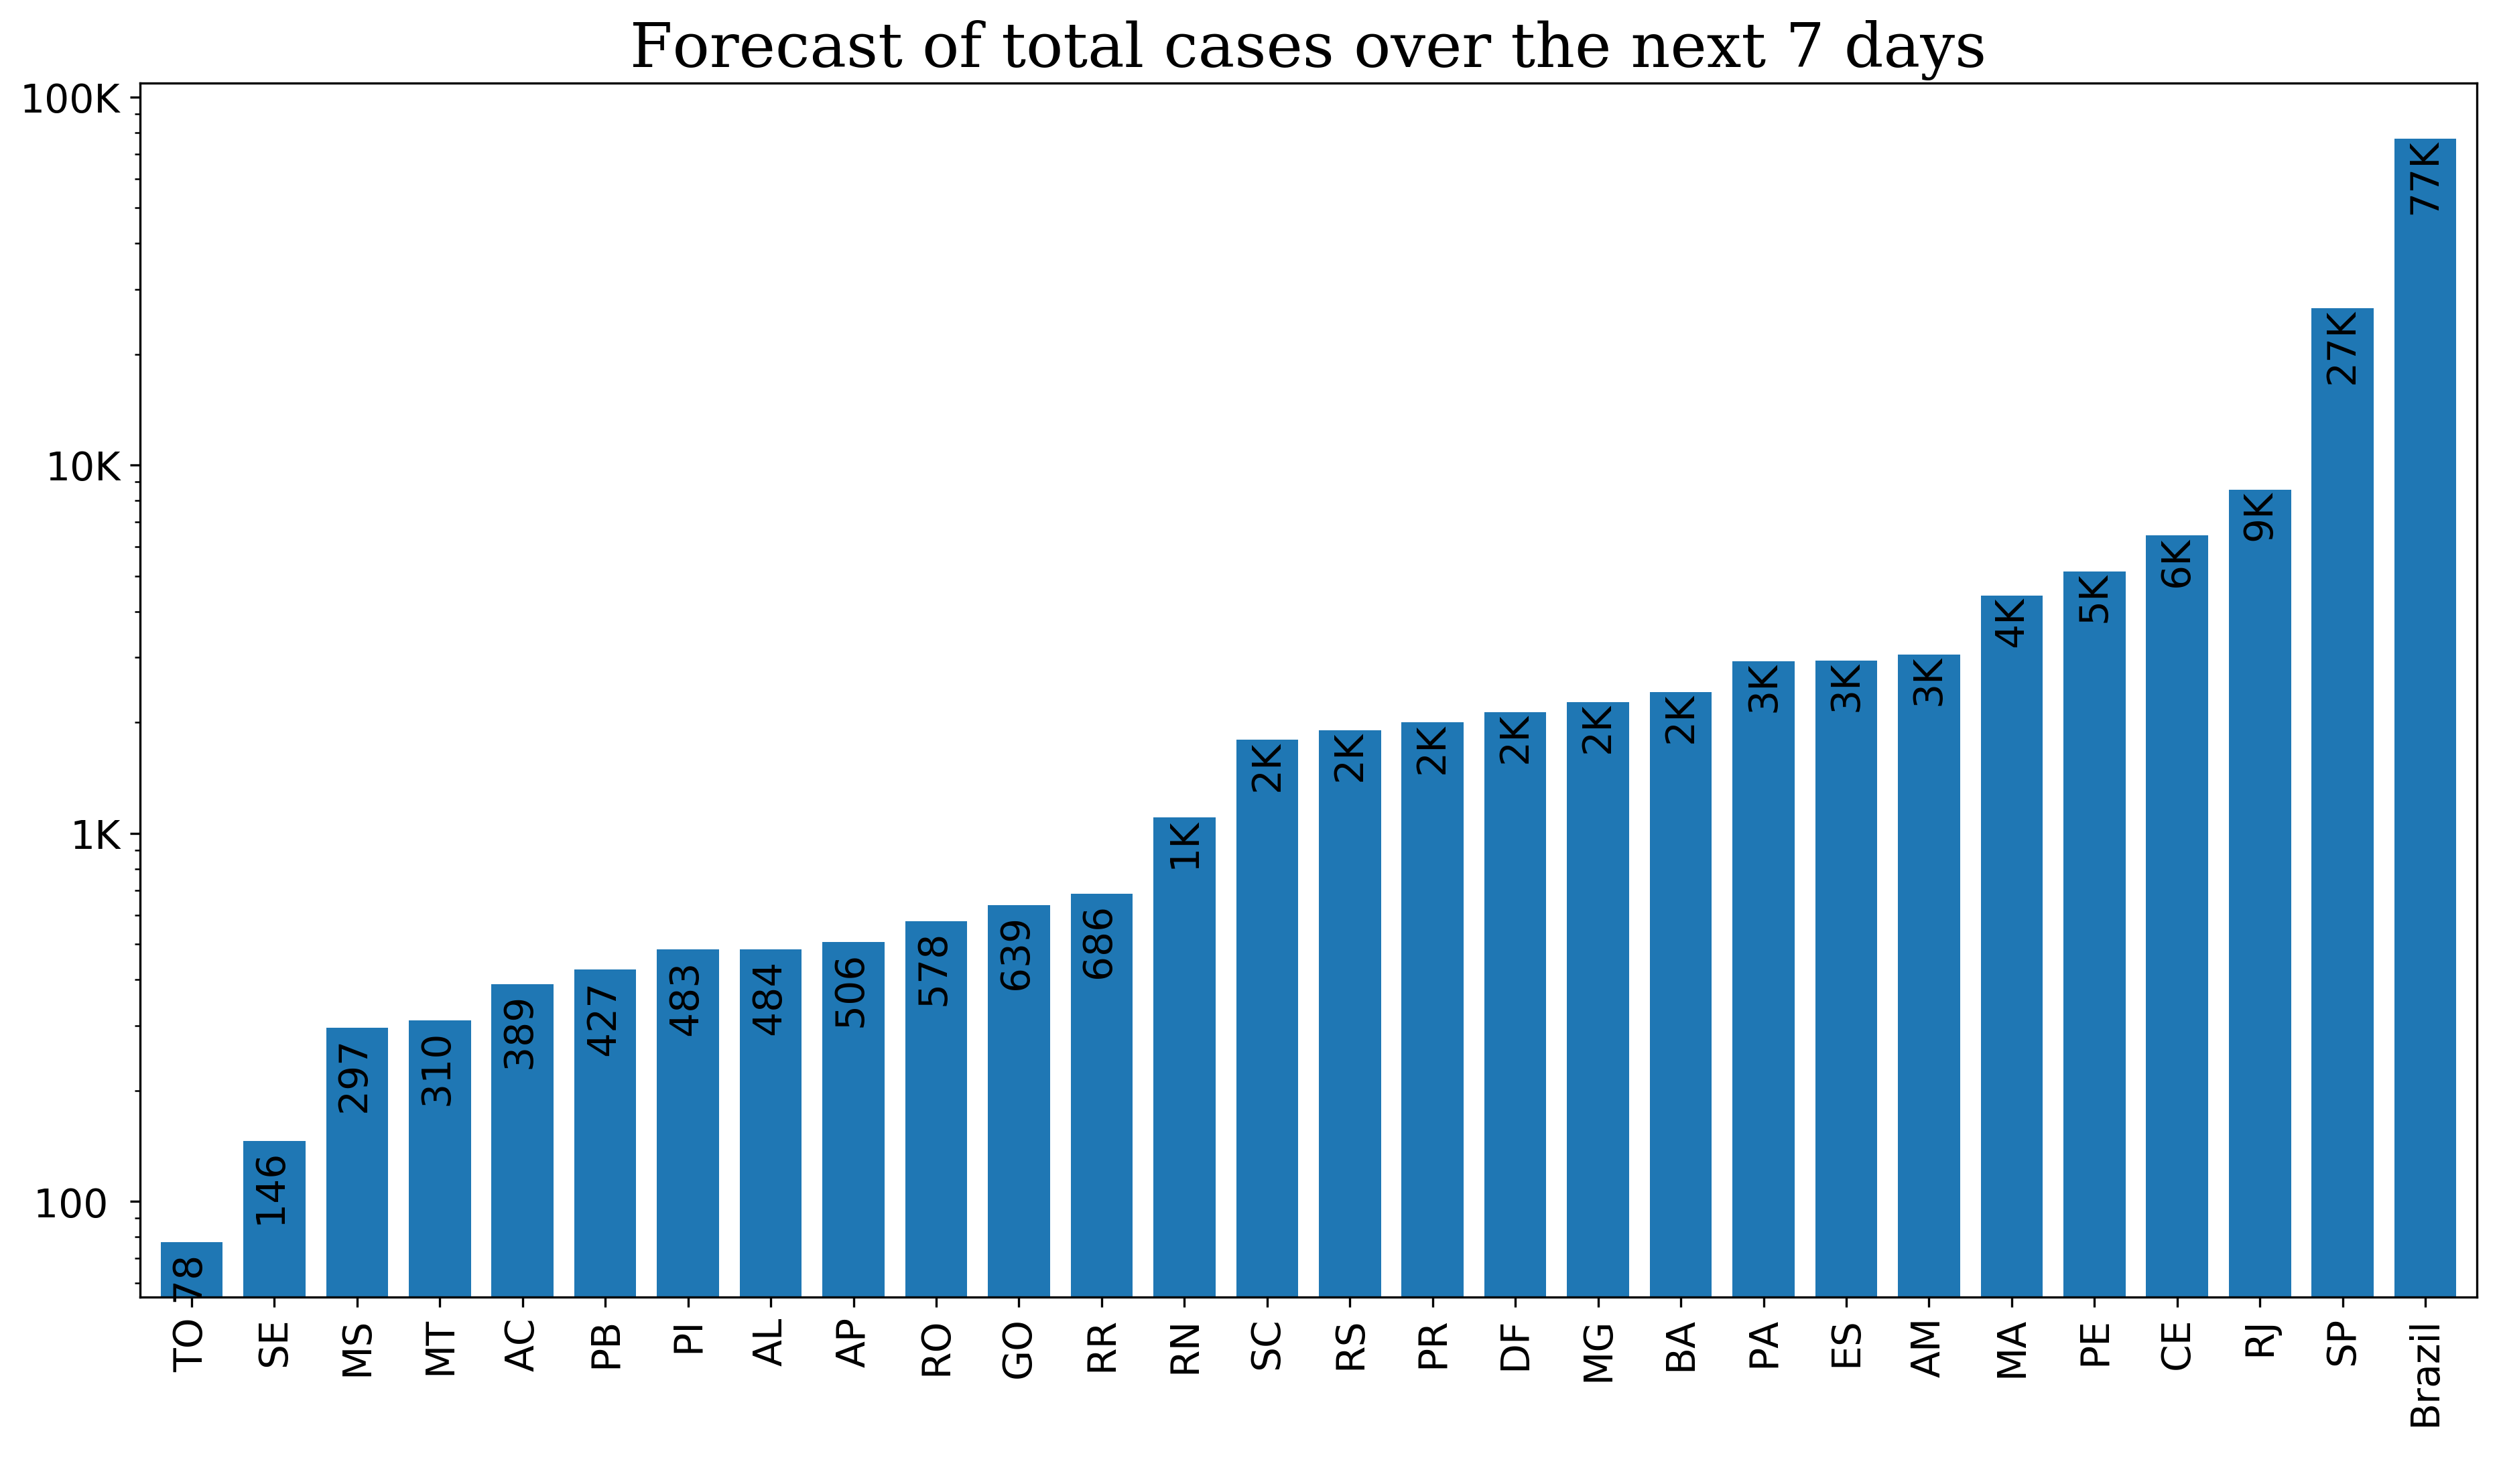 Forecast of total cases over the next 7 days
100K
10K
1K
100
78
146
297
310
389
427
483
484
506
578
639
686
1K
2K
2K
2K
2K
2K
2K
3K
3K
3K
4K
5K
6K
9K
27K
77K
TO
SE
MS
MT
AC
PB
PI
AL
AP
RO
GO
RR
RN
SC
RS
PR
DF
MG
BA
PA
ES
AM
MA
PE
CE
RJ
SP
Brazil